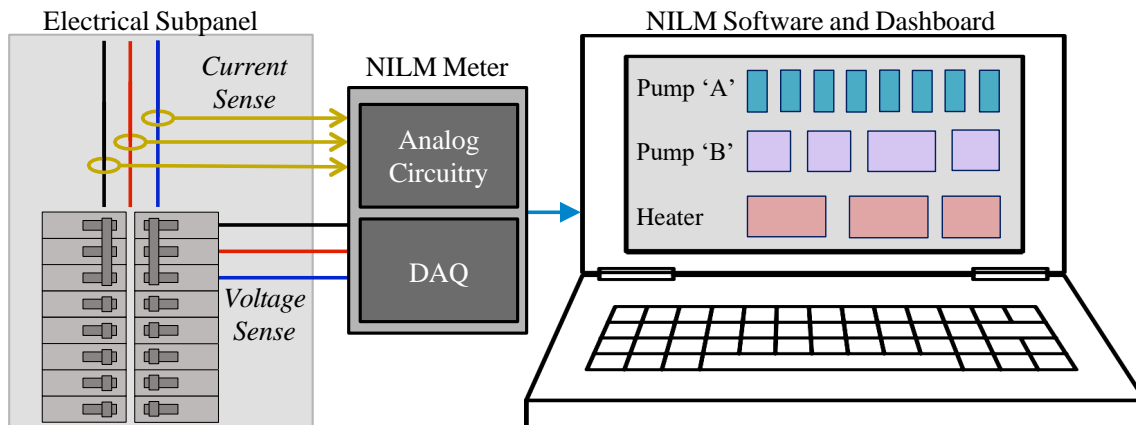 Electrical Subpanel
Current
Sense
Voltage
Sense
NILM Meter
Analog
Circuitry
DAQ
NILM Software and Dashboard
Pump ‘A’
Pump ‘B’
Heater